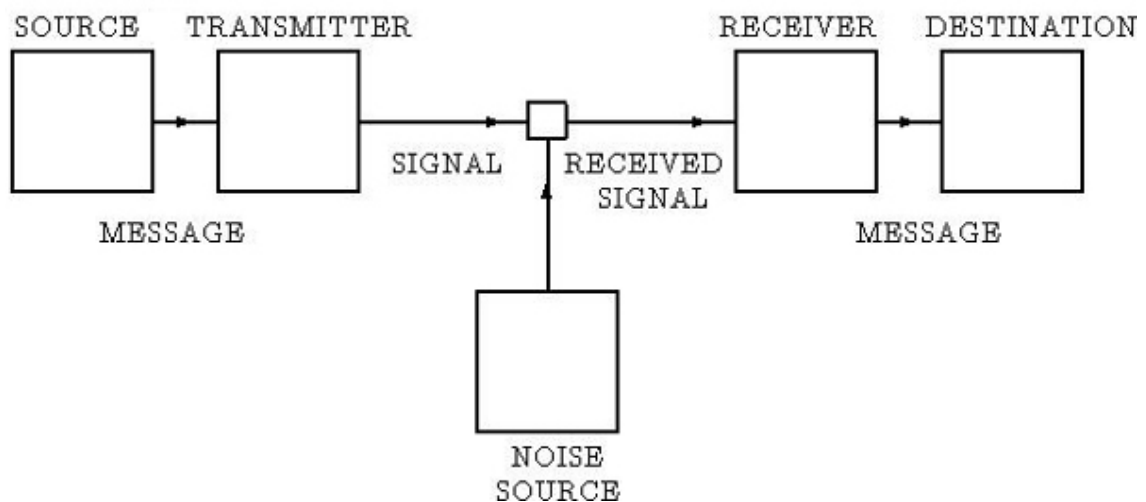 SOURCE
TRANSMITTER
RECEIVER
DESTINATION
SIGNAL
RECEIVED
SIGNAL
MESSAGE
MESSAGE
NOISE
SOURCE